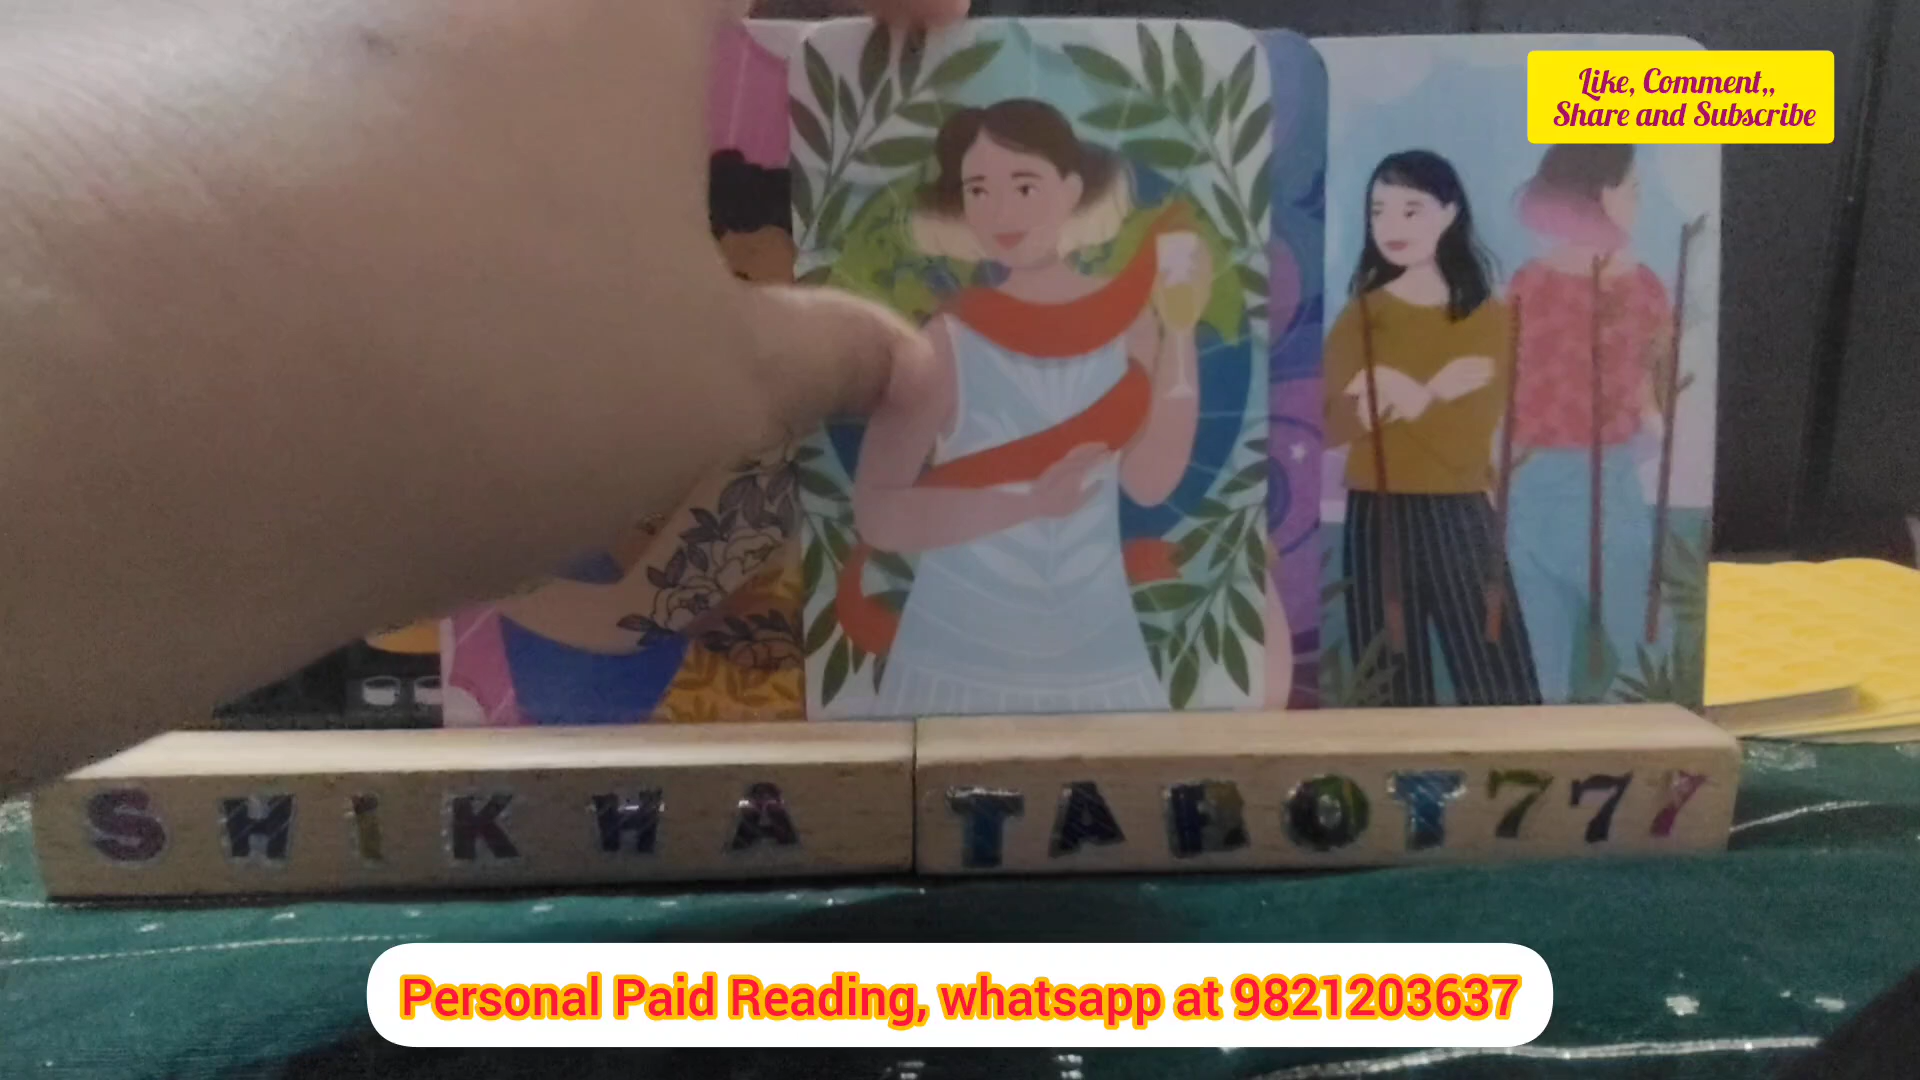 Like, Comment,,
Share and Subscribe
SHiKHA TAROT777
Personal Paid Reading, whatsapp at 9821203637